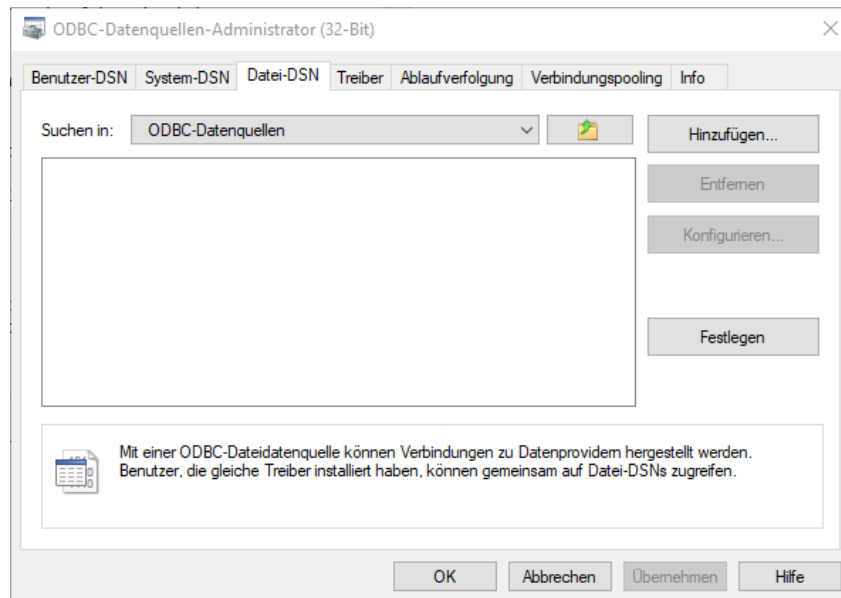 ODBC-Datenquellen-Administrator (32-Bit)
Benutzer-DSN System-DSN Datei-DSN Treiber Ablaufverfolgung Verbindungspooling Info
Suchen in: ODBC-Datenquellen
Hinzufügen...
Entfernen
Konfigurieren...
Festlegen
Mit einer ODBC-Dateidatenquelle können Verbindungen zu Datenprovidern hergestellt werden.
Benutzer, die gleiche Treiber installiert haben, können gemeinsam auf Datei-DSNs zugreifen.
OK Abbrechen Übernehmen Hilfe